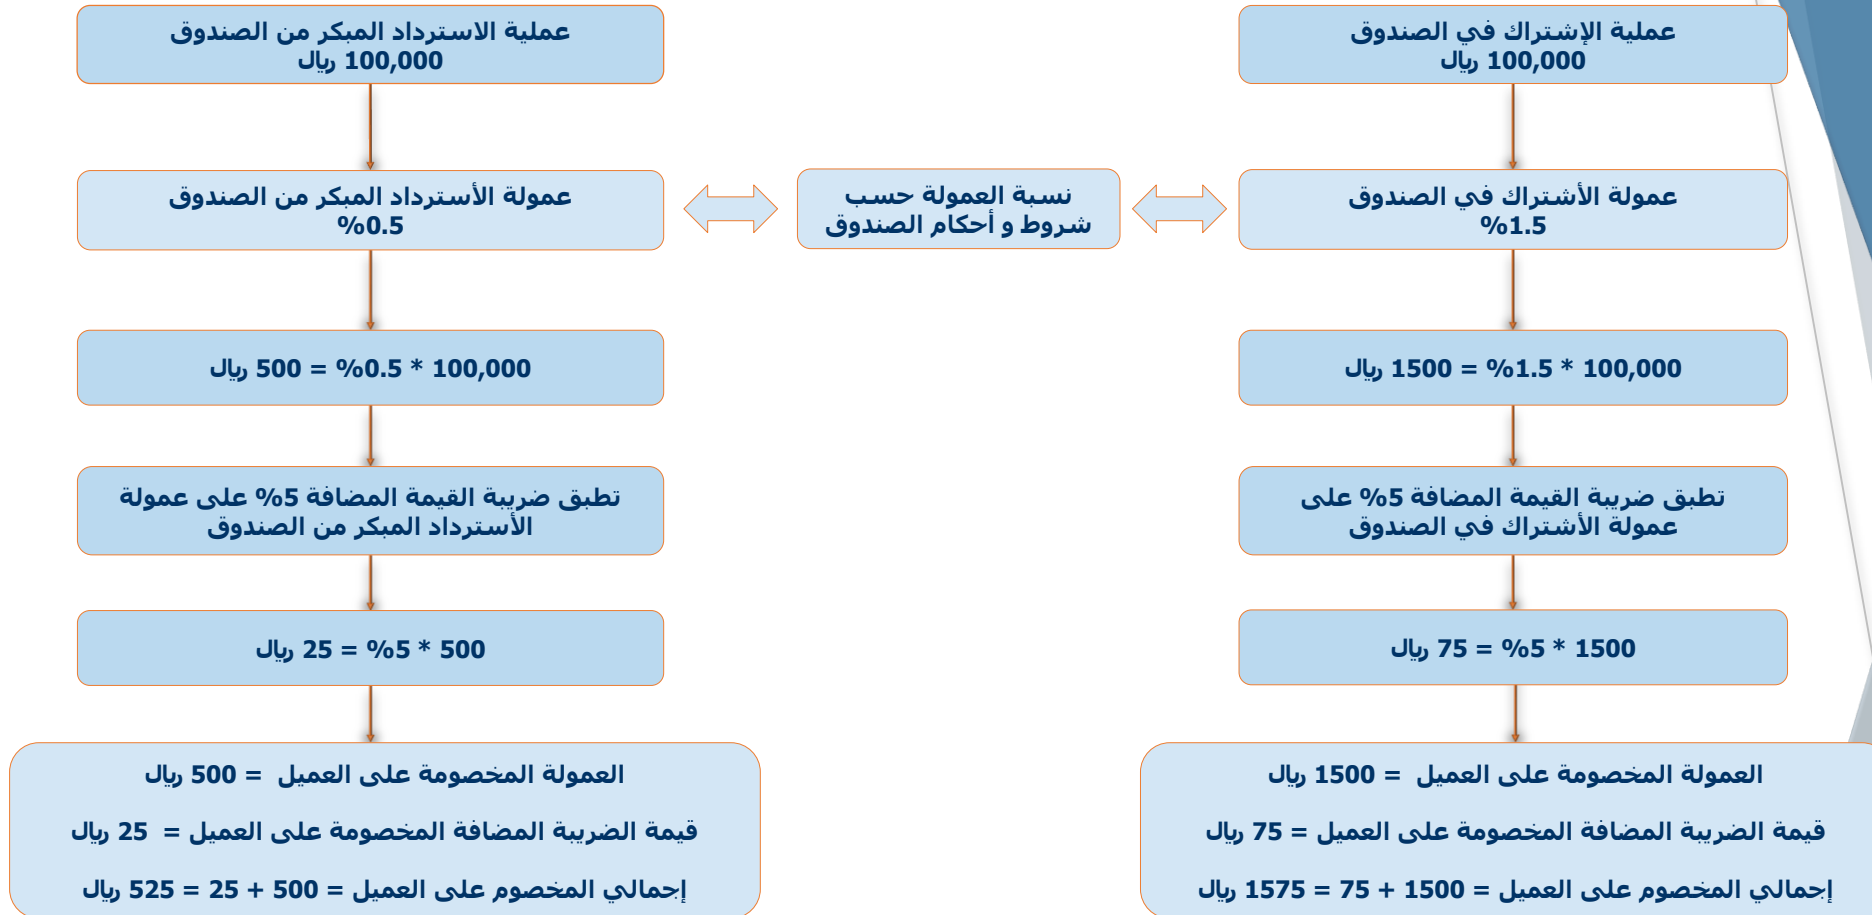 عملية الإشتراك في الصندوق
100,000 ريال
عمولة الأشتراك في الصندوق
%1.5
100,000 * 1.5% = 1500 ريال
تطبق ضريبة القيمة المضافة 5% على
عمولة الأشتراك في الصندوق
1500 * 5% = 75 ريال
العمولة المخصومة على العميل = 1500 ريال
قيمة الضريبة المضافة المخصومة على العميل = 75 ريال
إجمالي المخصوم على العميل = 1500 + 75 = 1575 ريال
نسبة العمولة حسب
شروط و أحكام الصندوق
عملية الاسترداد المبكر من الصندوق
100,000 ريال
عمولة الأسترداد المبكر من الصندوق
%0.5
100,000 * 0.5% = 500 ريال
تطبق ضريبة القيمة المضافة 5% على عمولة
الأسترداد المبكر من الصندوق
500 * 5% = 25 ريال
العمولة المخصومة على العميل = 500 ريال
قيمة الضريبة المضافة المخصومة على العميل = 25 ريال
إجمالي المخصوم على العميل = 500 + 25 = 525 ريال